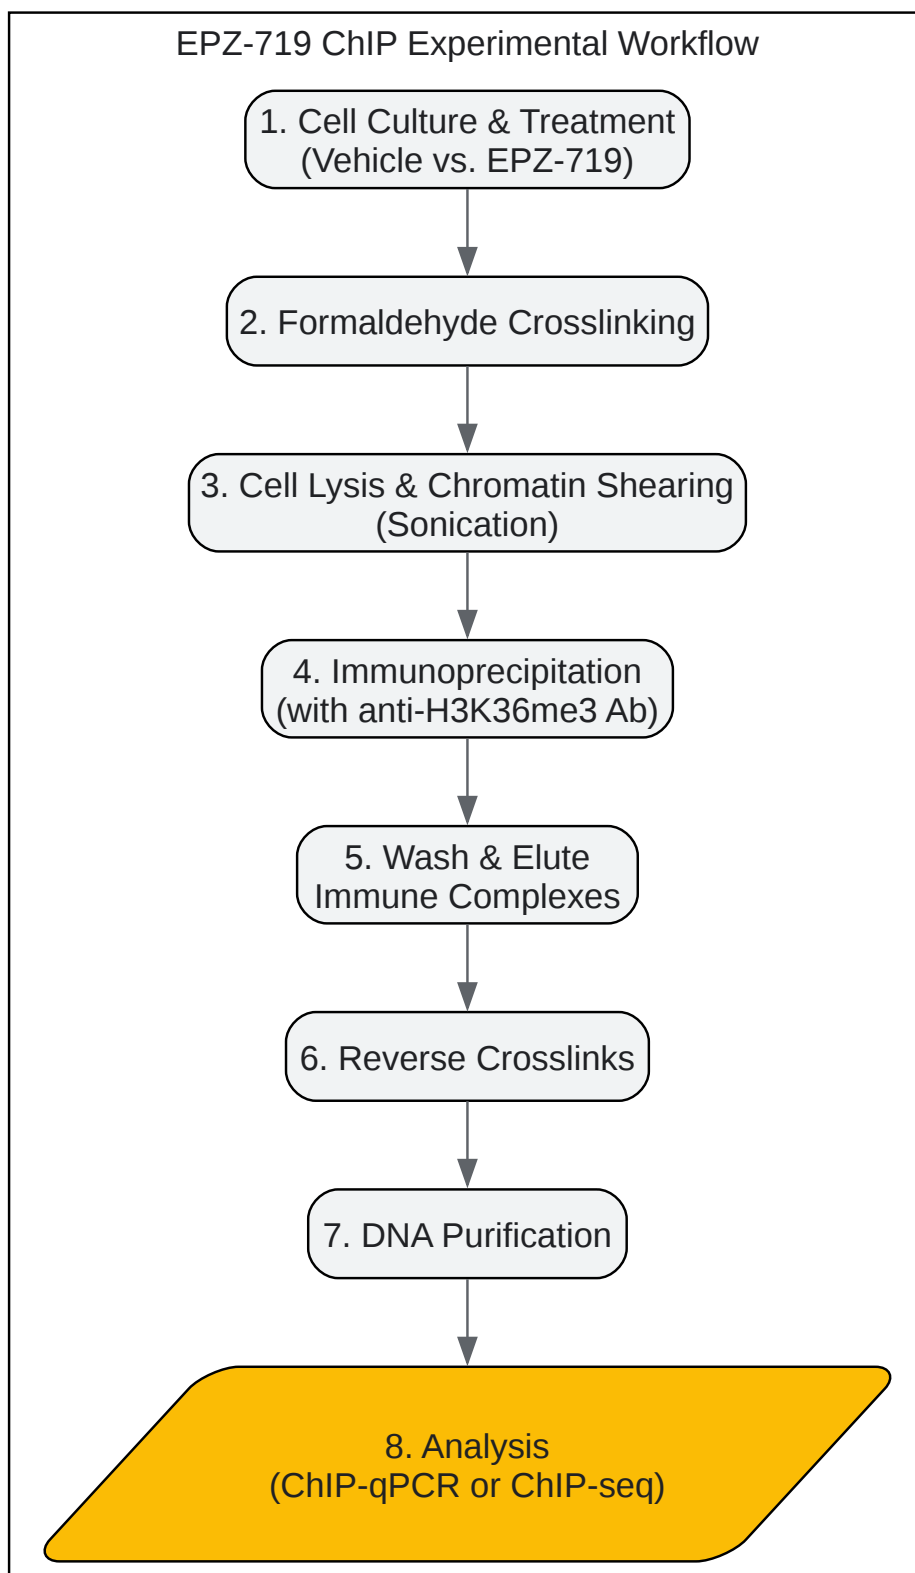 EPZ-719 ChIP Experimental Workflow
1. Cell Culture & Treatment
(Vehicle vs. EPZ-719)
2. Formaldehyde Crosslinking
3. Cell Lysis & Chromatin Shearing
(Sonication)
4. Immunoprecipitation
(with anti-H3K36me3 Ab)
5. Wash & Elute
Immune Complexes
6. Reverse Crosslinks
7. DNA Purification
8. Analysis
(ChIP-qPCR or ChIP-seq)